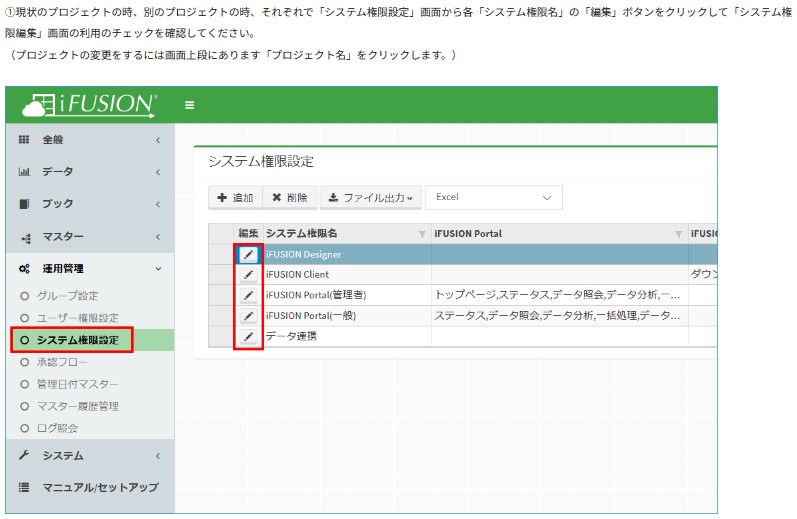 ①現状のプロジェクトの時、別のプロジェクトの時、それぞれで「システム権限設定」画面から各「システム権限名」の「編集」ボタンをクリックして「システム権
限編集」画面の利用のチェックを確認してください。
（プロジェクトの変更をするには画面上段にあります「プロジェクト名」をクリックします。）
iFUSION
全般
データ
ブック
マスター
運用管理
グループ設定
ユーザー権限設定
システム権限設定
承認フロー
管理日付マスター
マスター履歴管理
ログ照会
システム
マニュアル/セットアップ
システム権限設定
追加 削除 ファイル出力 Excel
編集 システム権限名 iFUSION Portal iFUSIO
iFUSION Designer
iFUSION Client ダウン
iFUSION Portal(管理者) トップページ,ステータス,データ照会,データ分析,一...
iFUSION Portal(一般) ステータス,データ照会,データ分析,一括処理,データ...
データ連携